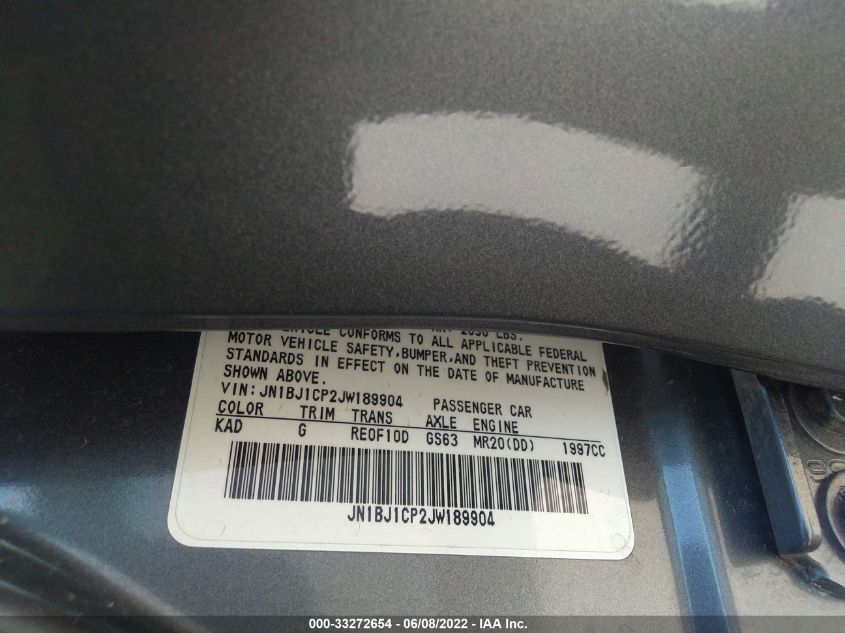 VEHICLE CONFORMS TO ALL APPLICABLE FEDERAL
MOTOR VEHICLE SAFETY, BUMPER, AND THEFT PREVENTION
STANDARDS IN EFFECT ON THE DATE OF MANUFACTURE
SHOWN ABOVE.
VIN: JN1BJ1CP2JW189904 PASSENGER CAR
COLOR TRIM TRANS AXLE ENGINE
KAD G RE0F10D GS63 MR20(DD) 1997CC
JN1BJ1CP2JW189904
000-33272654 - 06/08/2022 - IAA Inc.